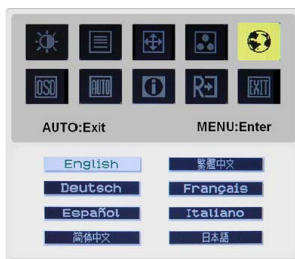 OSD AUTO R EXIT
AUTO:Exit MENU:Enter
English 繁體中文
Deutsch Français
Español Italiano
简体中文 日本語